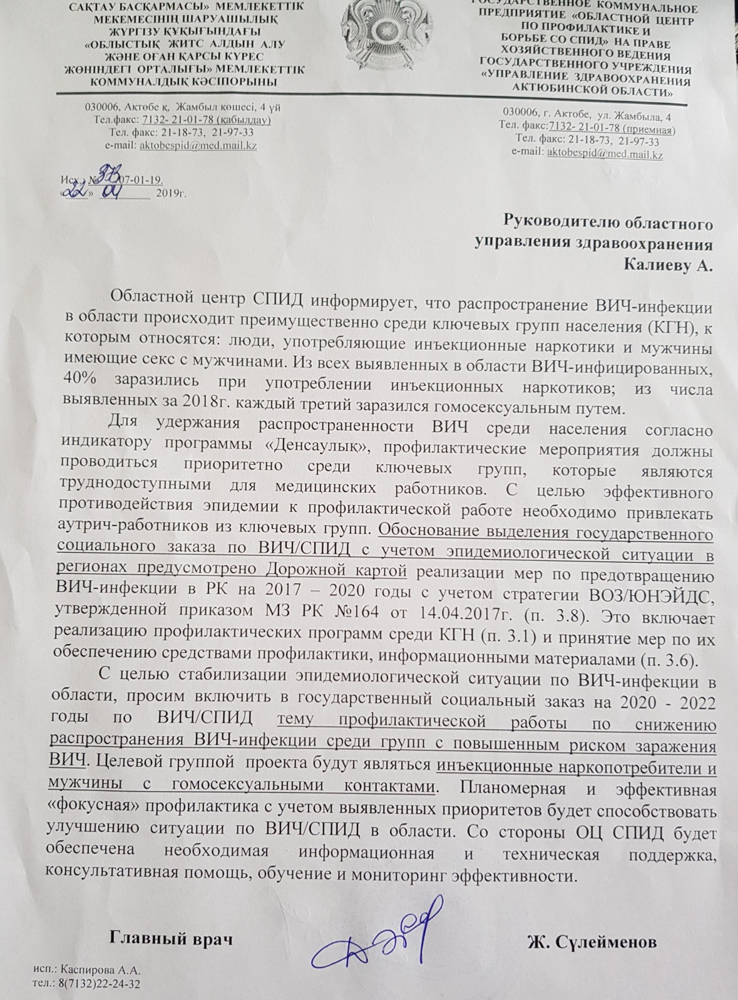 САҚТАУ БАСҚАРМАСЫ» МЕМЛЕКЕТТІК
МЕКЕМЕСІНІҢ ШАРУАШЫЛЫҚ
ЖҮРГІЗУ ҚҰҚЫҒЫНДАҒЫ
«ОБЛЫСТЫҚ ЖИТС АЛДЫН АЛУ
ЖӘНЕ ОҒАН ҚАРСЫ КҮРЕС
ЖӨНІНДЕГІ ОРТАЛЫҒЫ» МЕМЛЕКЕТТІК
КОММУНАЛДЫҚ КӘСІПОРЫНЫ
030006, Ақтөбе қ, Жамбыл көшесі, 4 үй
Тел.факс: 7132- 21-01-78 (қабылдау)
Тел. факс: 21-18-73, 21-97-33
e-mail: aktobespid@med.mail.kz
ГОСУДАРСТВЕННОЕ КОММУНАЛЬНОЕ
ПРЕДПРИЯТИЕ «ОБЛАСТНОЙ ЦЕНТР
ПО ПРОФИЛАКТИКЕ И
БОРЬБЕ СО СПИД» НА ПРАВЕ
ХОЗЯЙСТВЕННОГО ВЕДЕНИЯ
ГОСУДАРСТВЕННОГО УЧРЕЖДЕНИЯ
«УПРАВЛЕНИЕ ЗДРАВООХРАНЕНИЯ
АКТЮБИНСКОЙ ОБЛАСТИ»
030006, г. Актобе, ул. Жамбыла, 4
Тел. факс:7132- 21-01-78 (приемная)
Тел. факс: 21-18-73, 21-97-33
e-mail: aktobespid@med.mail.kz
Исх.: № 07-01-19.
«22» 2019г.
Руководителю областного
управления здравоохранения
Калиеву А.
Областной центр СПИД информирует, что распространение ВИЧ-инфекции
в области происходит преимущественно среди ключевых групп населения (КГН), к
которым относятся: люди, употребляющие инъекционные наркотики и мужчины
имеющие секс с мужчинами. Из всех выявленных в области ВИЧ-инфицированных,
40% заразились при употреблении инъекционных наркотиков; из числа
выявленных за 2018г. каждый третий заразился гомосексуальным путем.
Для удержания распространенности ВИЧ среди населения согласно
индикатору программы «Денсаулық», профилактические мероприятия должны
проводиться приоритетно среди ключевых групп, которые являются
труднодоступными для медицинских работников. С целью эффективного
противодействия эпидемии к профилактической работе необходимо привлекать
аутрич-работников из ключевых групп. Обоснование выделения государственного
социального заказа по ВИЧ/СПИД с учетом эпидемиологической ситуации в
регионах предусмотрено Дорожной картой реализации мер по предотвращению
ВИЧ-инфекции в РК на 2017 – 2020 годы с учетом стратегии ВОЗ/ЮНЭЙДС,
утвержденной приказом МЗ РК №164 от 14.04.2017г. (п. 3.8). Это включает
реализацию профилактических программ среди КГН (п. 3.1) и принятие мер по их
обеспечению средствами профилактики, информационными материалами (п. 3.6).
С целью стабилизации эпидемиологической ситуации по ВИЧ-инфекции в
области, просим включить в государственный социальный заказ на 2020 - 2022
годы по ВИЧ/СПИД тему профилактической работы по снижению
распространения ВИЧ-инфекции среди групп с повышенным риском заражения
ВИЧ. Целевой группой проекта будут являться инъекционные наркопотребители и
мужчины с гомосексуальными контактами. Планомерная и эффективная
«фокусная» профилактика с учетом выявленных приоритетов будет способствовать
улучшению ситуации по ВИЧ/СПИД в области. Со стороны ОЦ СПИД будет
обеспечена необходимая информационная и техническая поддержка,
консультативная помощь, обучение и мониторинг эффективности.
Главный врач
Ж. Сүлейменов
исп.: Каспирова А.А.
тел.: 8(7132)22-24-32